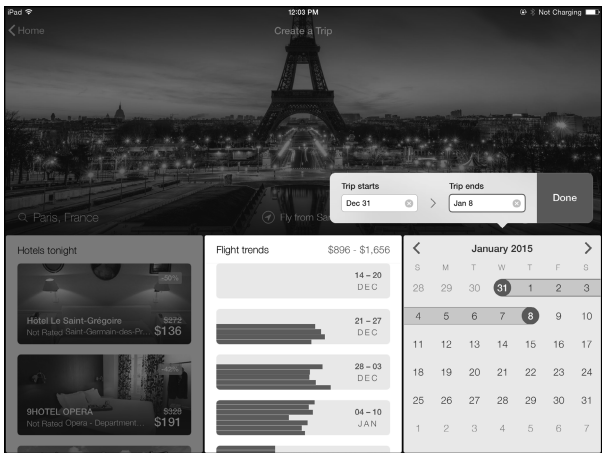 iPad 12:03 PM Not Charging
Home Create a Trip
Trip starts Trip ends
Dec 31 > Jan 8 Done
Paris, France Fly from
Hotels tonight
-50%
Hôtel Le Saint-Grégoire $272
Not Rated Saint-Germain-des-Pr... $136
9HOTEL OPERA $328
Not Rated Opera - Department... $191
Flight trends $896 - $1,656
14 – 20
DEC
21 – 27
DEC
28 – 03
DEC
04 – 10
JAN
< January 2015 >
S M T W T F S
28 29 30 31 1 2 3
4 5 6 7 8 9 10
11 12 13 14 15 16 17
18 19 20 21 22 23 24
25 26 27 28 29 30 31
1 2 3 4 5 6 7